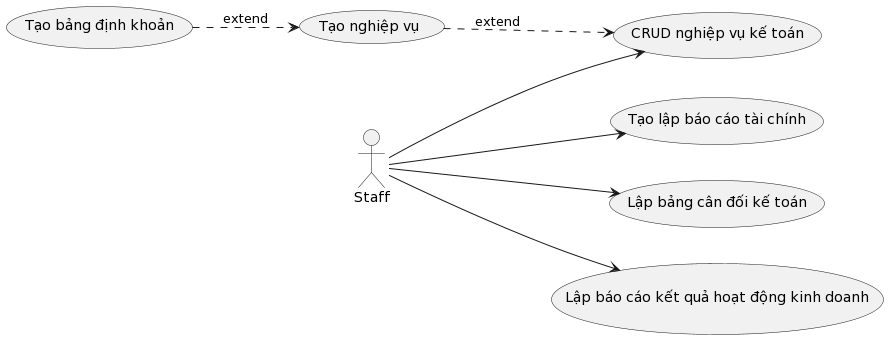 Tạo bảng định khoản
extend
Tạo nghiệp vụ
extend
CRUD nghiệp vụ kế toán
Tạo lập báo cáo tài chính
Staff
Lập bảng cân đối kế toán
Lập báo cáo kết quả hoạt động kinh doanh